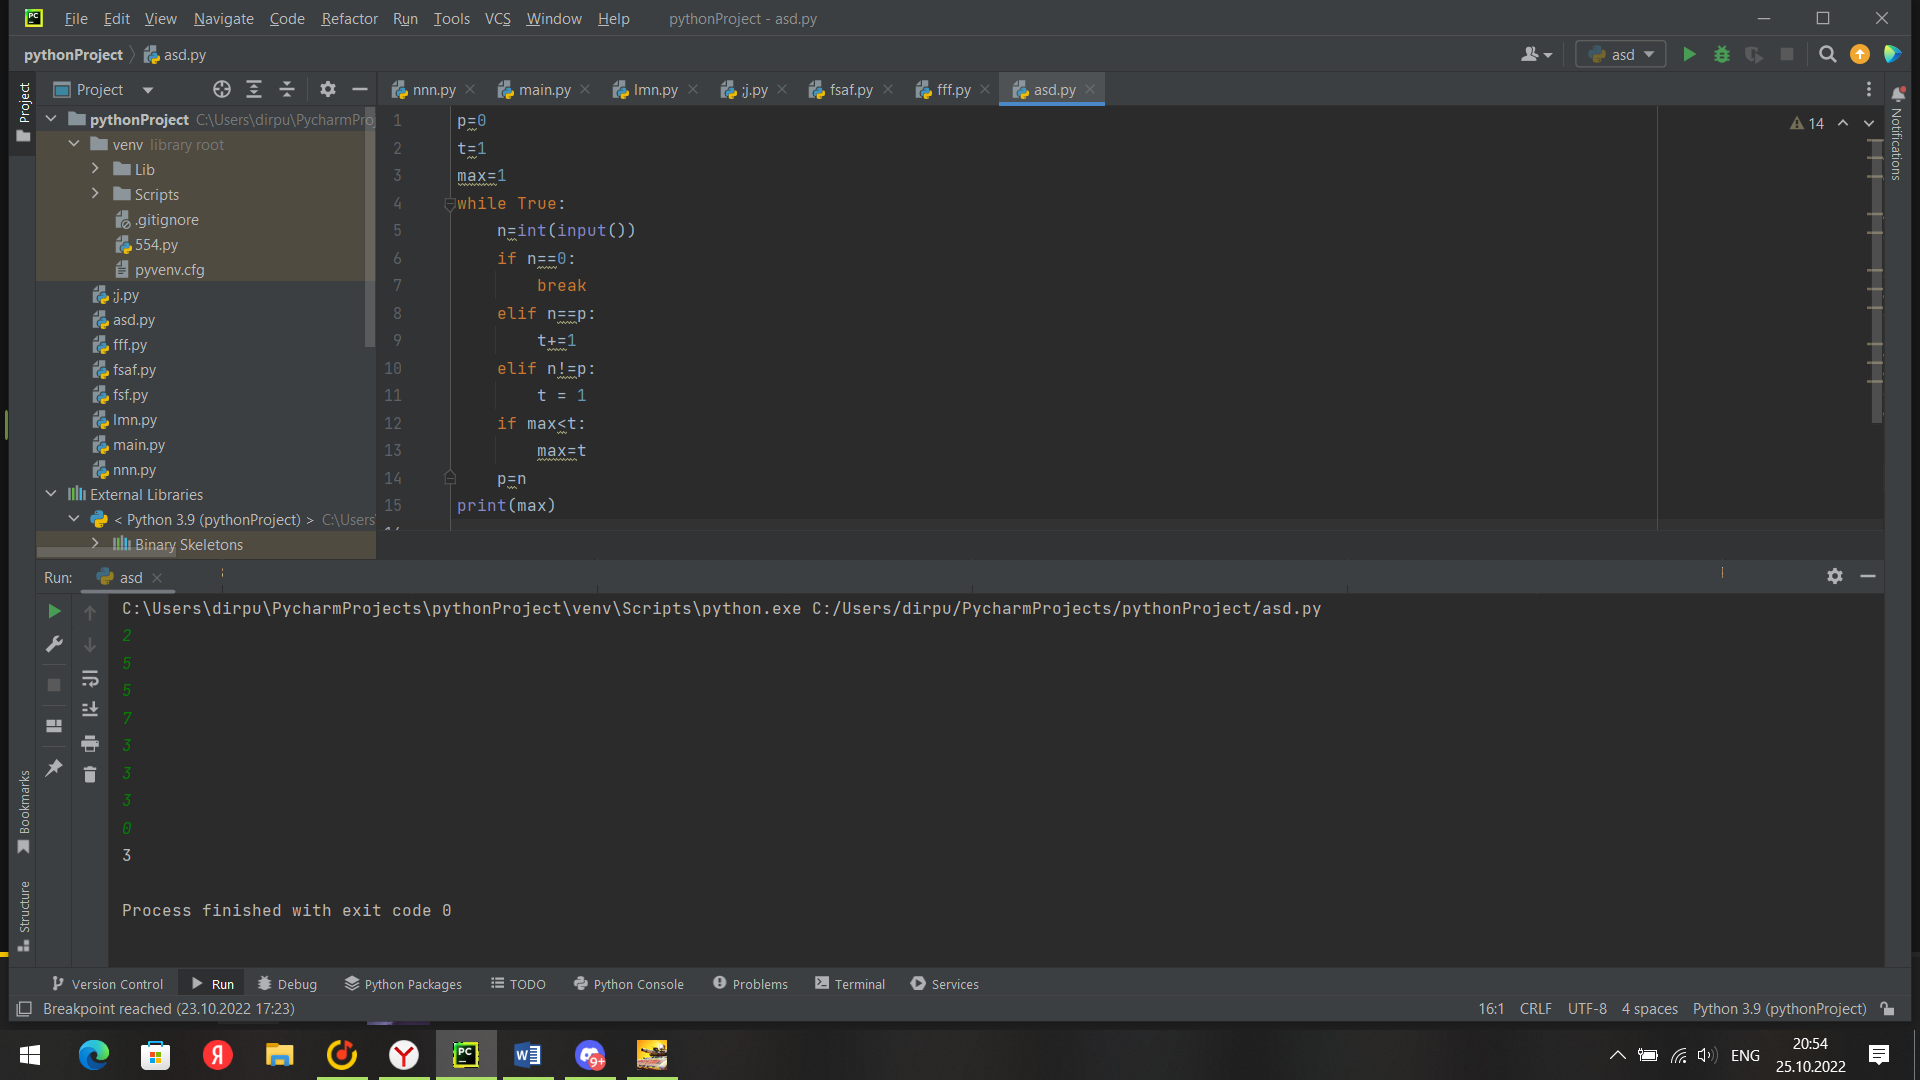 File Edit View Navigate Code Refactor Run Tools VCS Window Help pythonProject - asd.py
pythonProject asd.py asd
Project
nnn.py main.py lmn.py ;j.py fsaf.py fff.py asd.py
Project
pythonProject C:\Users\dirpu\PycharmProj
venv library root
Lib
Scripts
.gitignore
554.py
pyvenv.cfg
;j.py
asd.py
fff.py
fsaf.py
fsf.py
lmn.py
main.py
nnn.py
External Libraries
< Python 3.9 (pythonProject) > C:\Users\
Binary Skeletons
1 p=0
2 t=1
3 max=1
4 while True:
5 n=int(input())
6 if n==0:
7 break
8 elif n==p:
9 t+=1
10 elif n!=p:
11 t = 1
12 if max<t:
13 max=t
14 p=n
15 print(max)
14
Notifications
Run: asd
C:\Users\dirpu\PycharmProjects\pythonProject\venv\Scripts\python.exe C:/Users/dirpu/PycharmProjects/pythonProject/asd.py
2
5
5
7
3
3
3
0
3
Process finished with exit code 0
Bookmarks
Structure
Version Control Run Debug Python Packages TODO Python Console Problems Terminal Services
Breakpoint reached (23.10.2022 17:23) 16:1 CRLF UTF-8 4 spaces Python 3.9 (pythonProject)
PC
Я
Y
PC
W
9+
ENG
20:54
25.10.2022